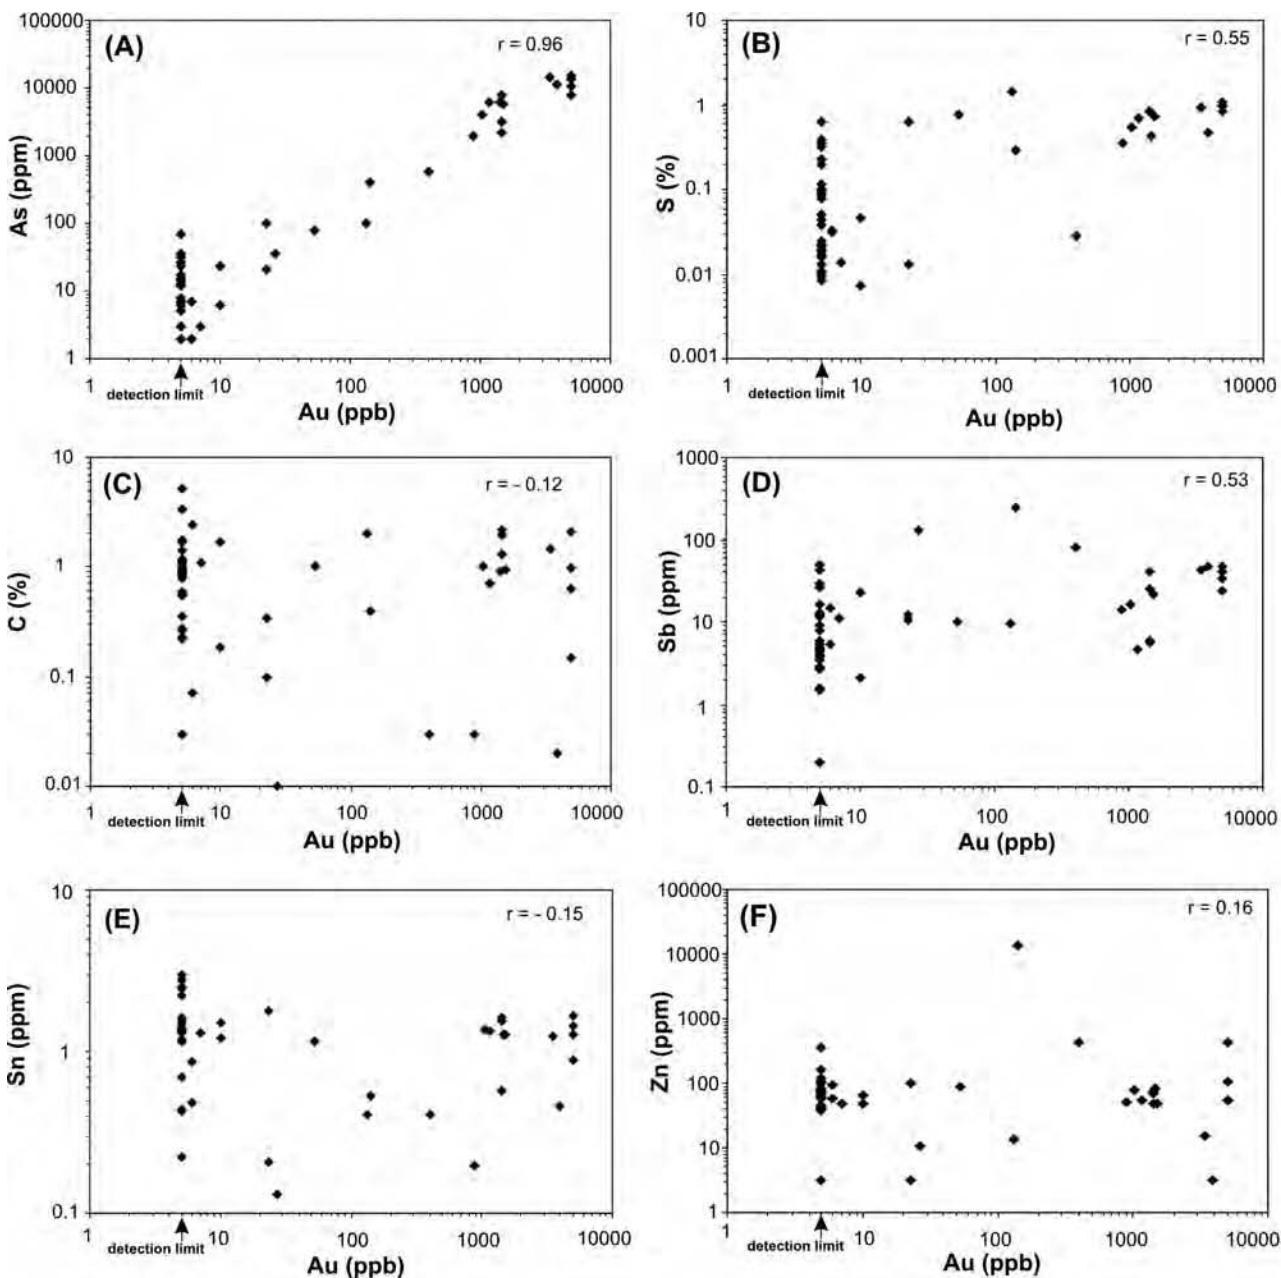 (A)
r = 0.96
100000
10000
1000
100
10
1
As (ppm)
1
10
100
1000
10000
detection limit
Au (ppb)
(B)
r = 0.55
10
1
0.1
0.01
0.001
S (%)
1
10
100
1000
10000
detection limit
Au (ppb)
(C)
r = - 0.12
10
1
0.1
0.01
C (%)
1
10
100
1000
10000
detection limit
Au (ppb)
(D)
r = 0.53
1000
100
10
1
0.1
Sb (ppm)
1
10
100
1000
10000
detection limit
Au (ppb)
(E)
r = - 0.15
10
1
0.1
Sn (ppm)
1
10
100
1000
10000
detection limit
Au (ppb)
(F)
r = 0.16
100000
10000
1000
100
10
1
Zn (ppm)
1
10
100
1000
10000
detection limit
Au (ppb)